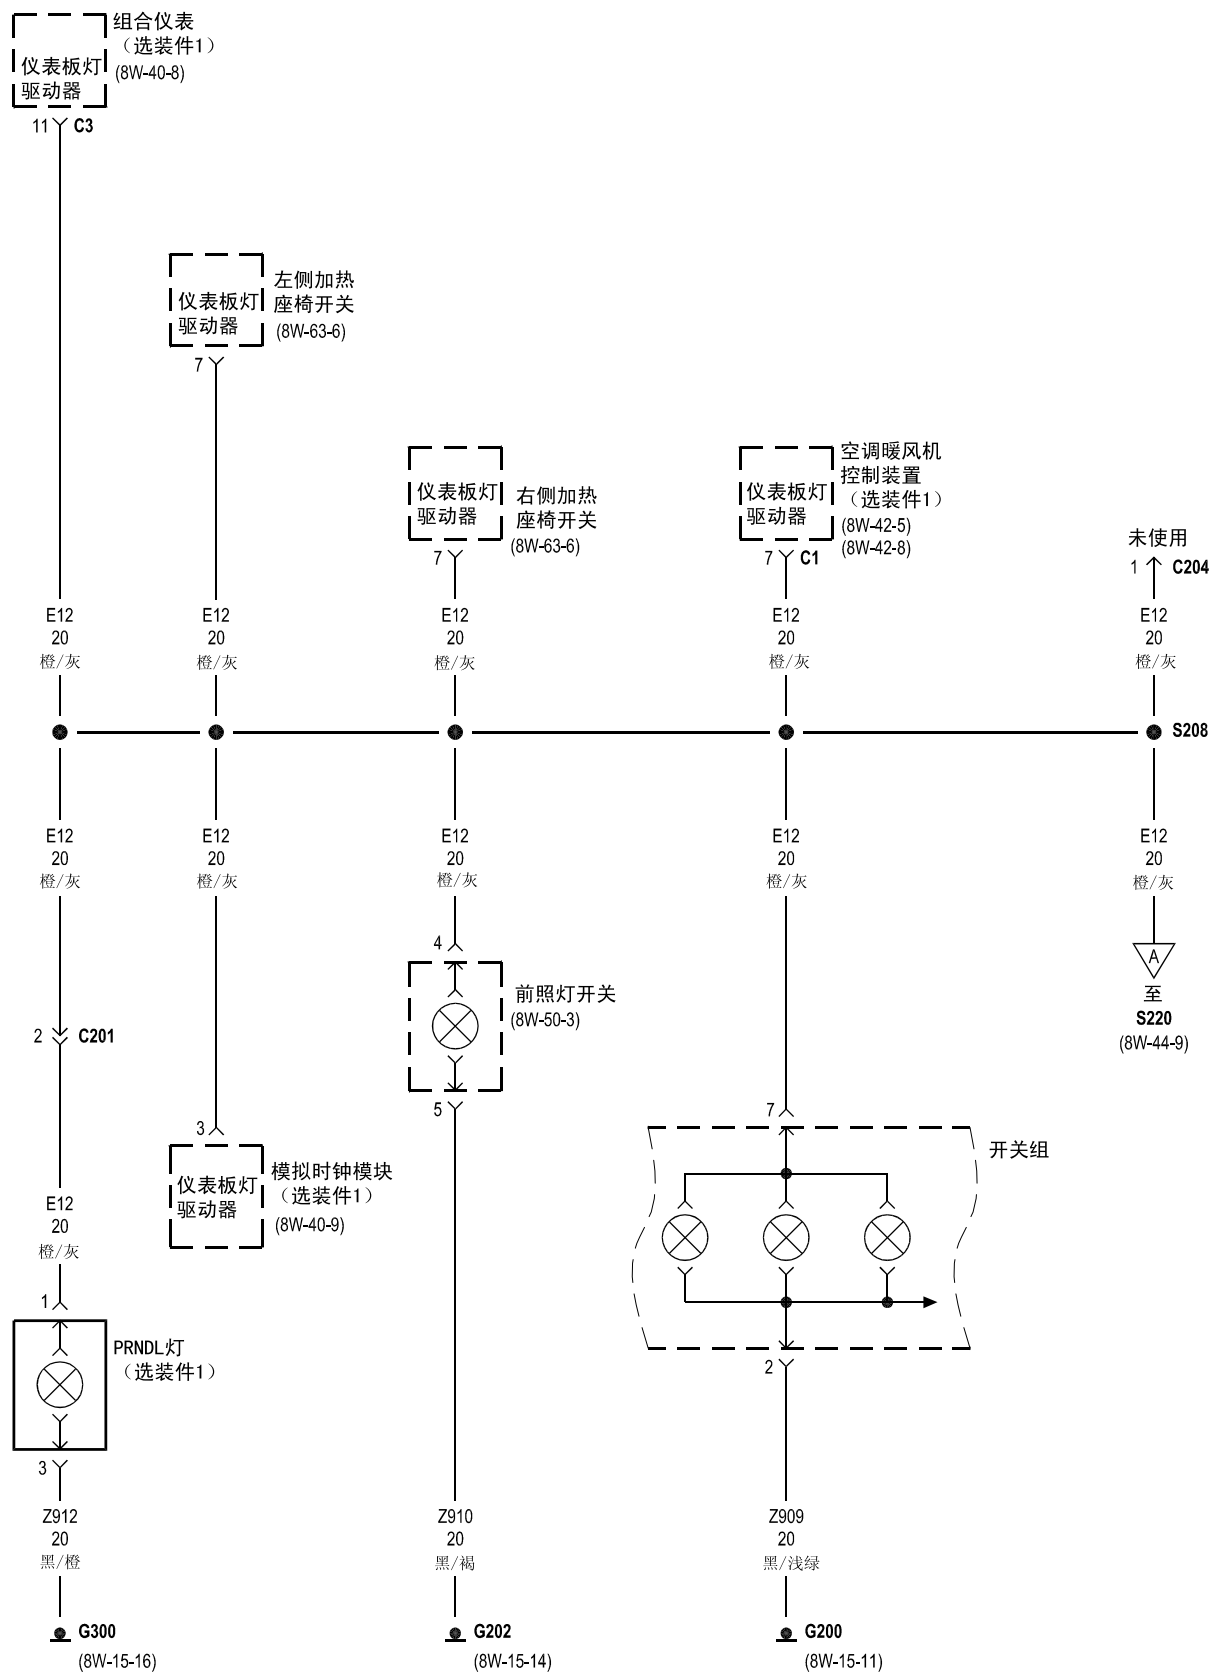 组合仪表
（选装件1）
(8W-40-8)
仪表板灯
驱动器
11 C3
左侧加热
座椅开关
(8W-63-6)
仪表板灯
驱动器
7
仪表板灯
驱动器
右侧加热
座椅开关
(8W-63-6)
7
仪表板灯
驱动器
空调暖风机
控制装置
（选装件1）
(8W-42-5)
(8W-42-8)
7 C1
未使用
1 C204
E12 E12 E12 E12 E12
20 20 20 20 20
橙/灰 橙/灰 橙/灰 橙/灰 橙/灰
S208
E12 E12 E12 E12 E12
20 20 20 20 20
橙/灰 橙/灰 橙/灰 橙/灰 橙/灰
4
前照灯开关
(8W-50-3)
5
A
至
S220
(8W-44-9)
2 C201
3
仪表板灯
驱动器
模拟时钟模块
（选装件1）
(8W-40-9)
7
开关组
2
E12
20
橙/灰
1
PRNDL灯
（选装件1）
3
Z912 Z910 Z909
20 20 20
黑/橙 黑/褐 黑/浅绿
G300 G202 G200
(8W-15-16) (8W-15-14) (8W-15-11)